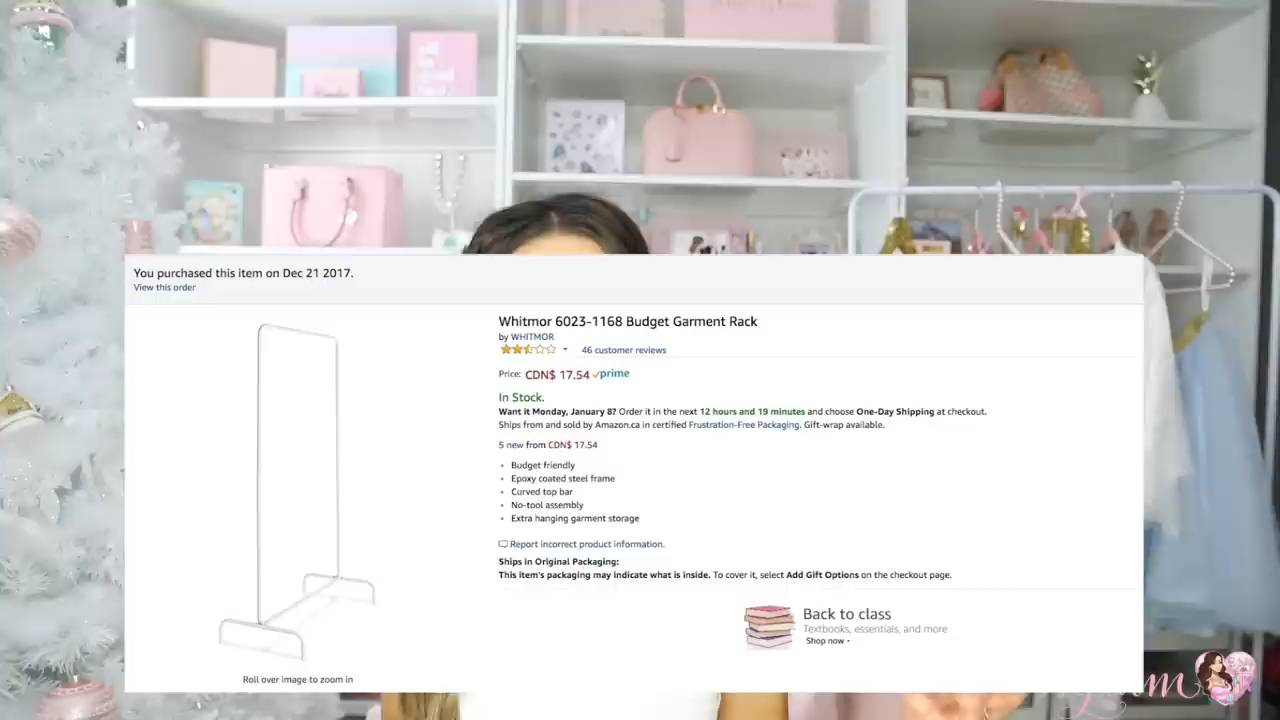 You purchased this item on Dec 21 2017.
View this order
Whitmor 6023-1168 Budget Garment Rack
by WHITMOR
46 customer reviews
Price: CDN$ 17.54 prime
In Stock.
Want it Monday, January 8? Order it in the next 12 hours and 19 minutes and choose One-Day Shipping at checkout.
Ships from and sold by Amazon.ca in certified Frustration-Free Packaging. Gift-wrap available.
5 new from CDN$ 17.54
Budget friendly
Epoxy coated steel frame
Curved top bar
No-tool assembly
Extra hanging garment storage
Report incorrect product information.
Ships in Original Packaging:
This item's packaging may indicate what is inside. To cover it, select Add Gift Options on the checkout page.
Back to class
Textbooks, essentials, and more
Shop now
Roll over image to zoom in